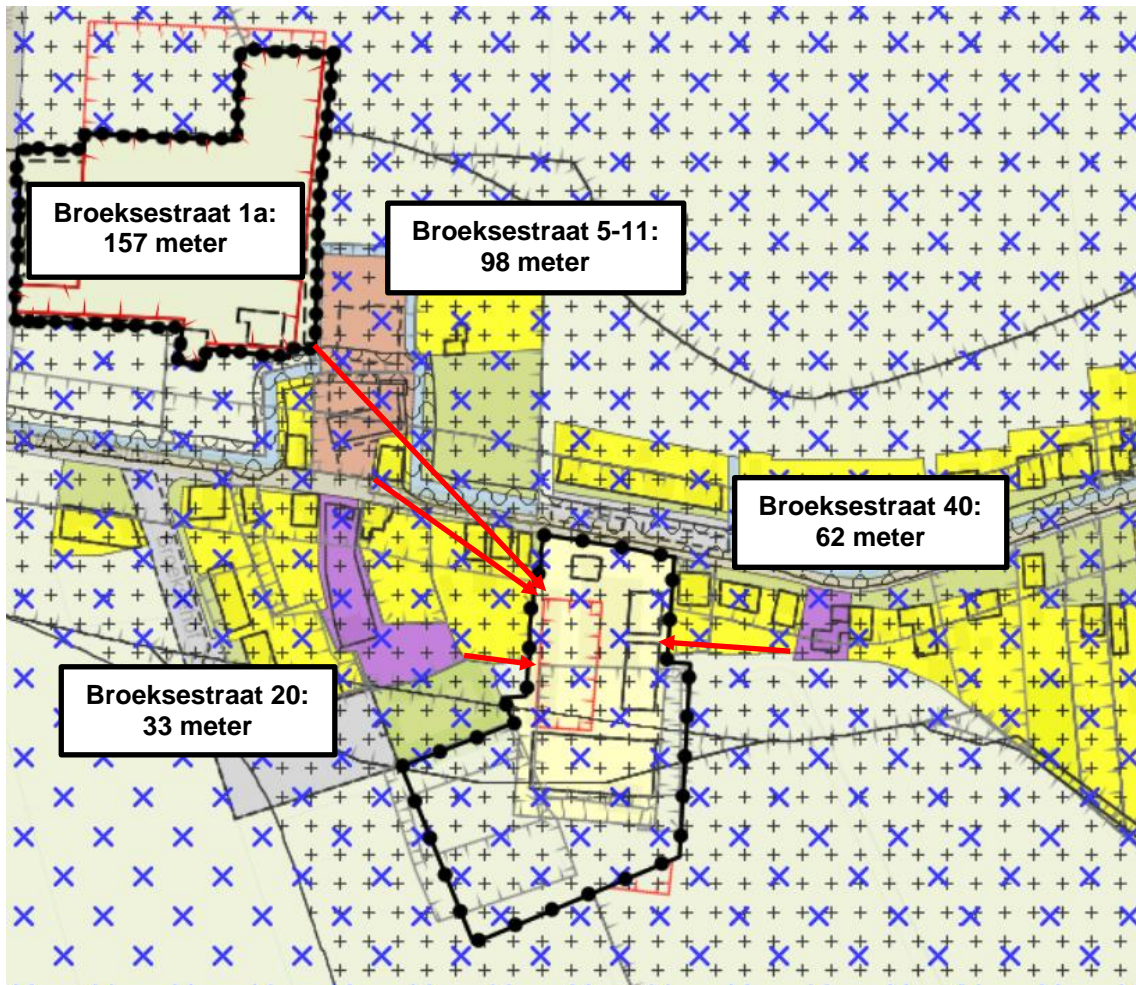 Broeksestraat 1a:
157 meter
Broeksestraat 5-11:
98 meter
Broeksestraat 40:
62 meter
Broeksestraat 20:
33 meter